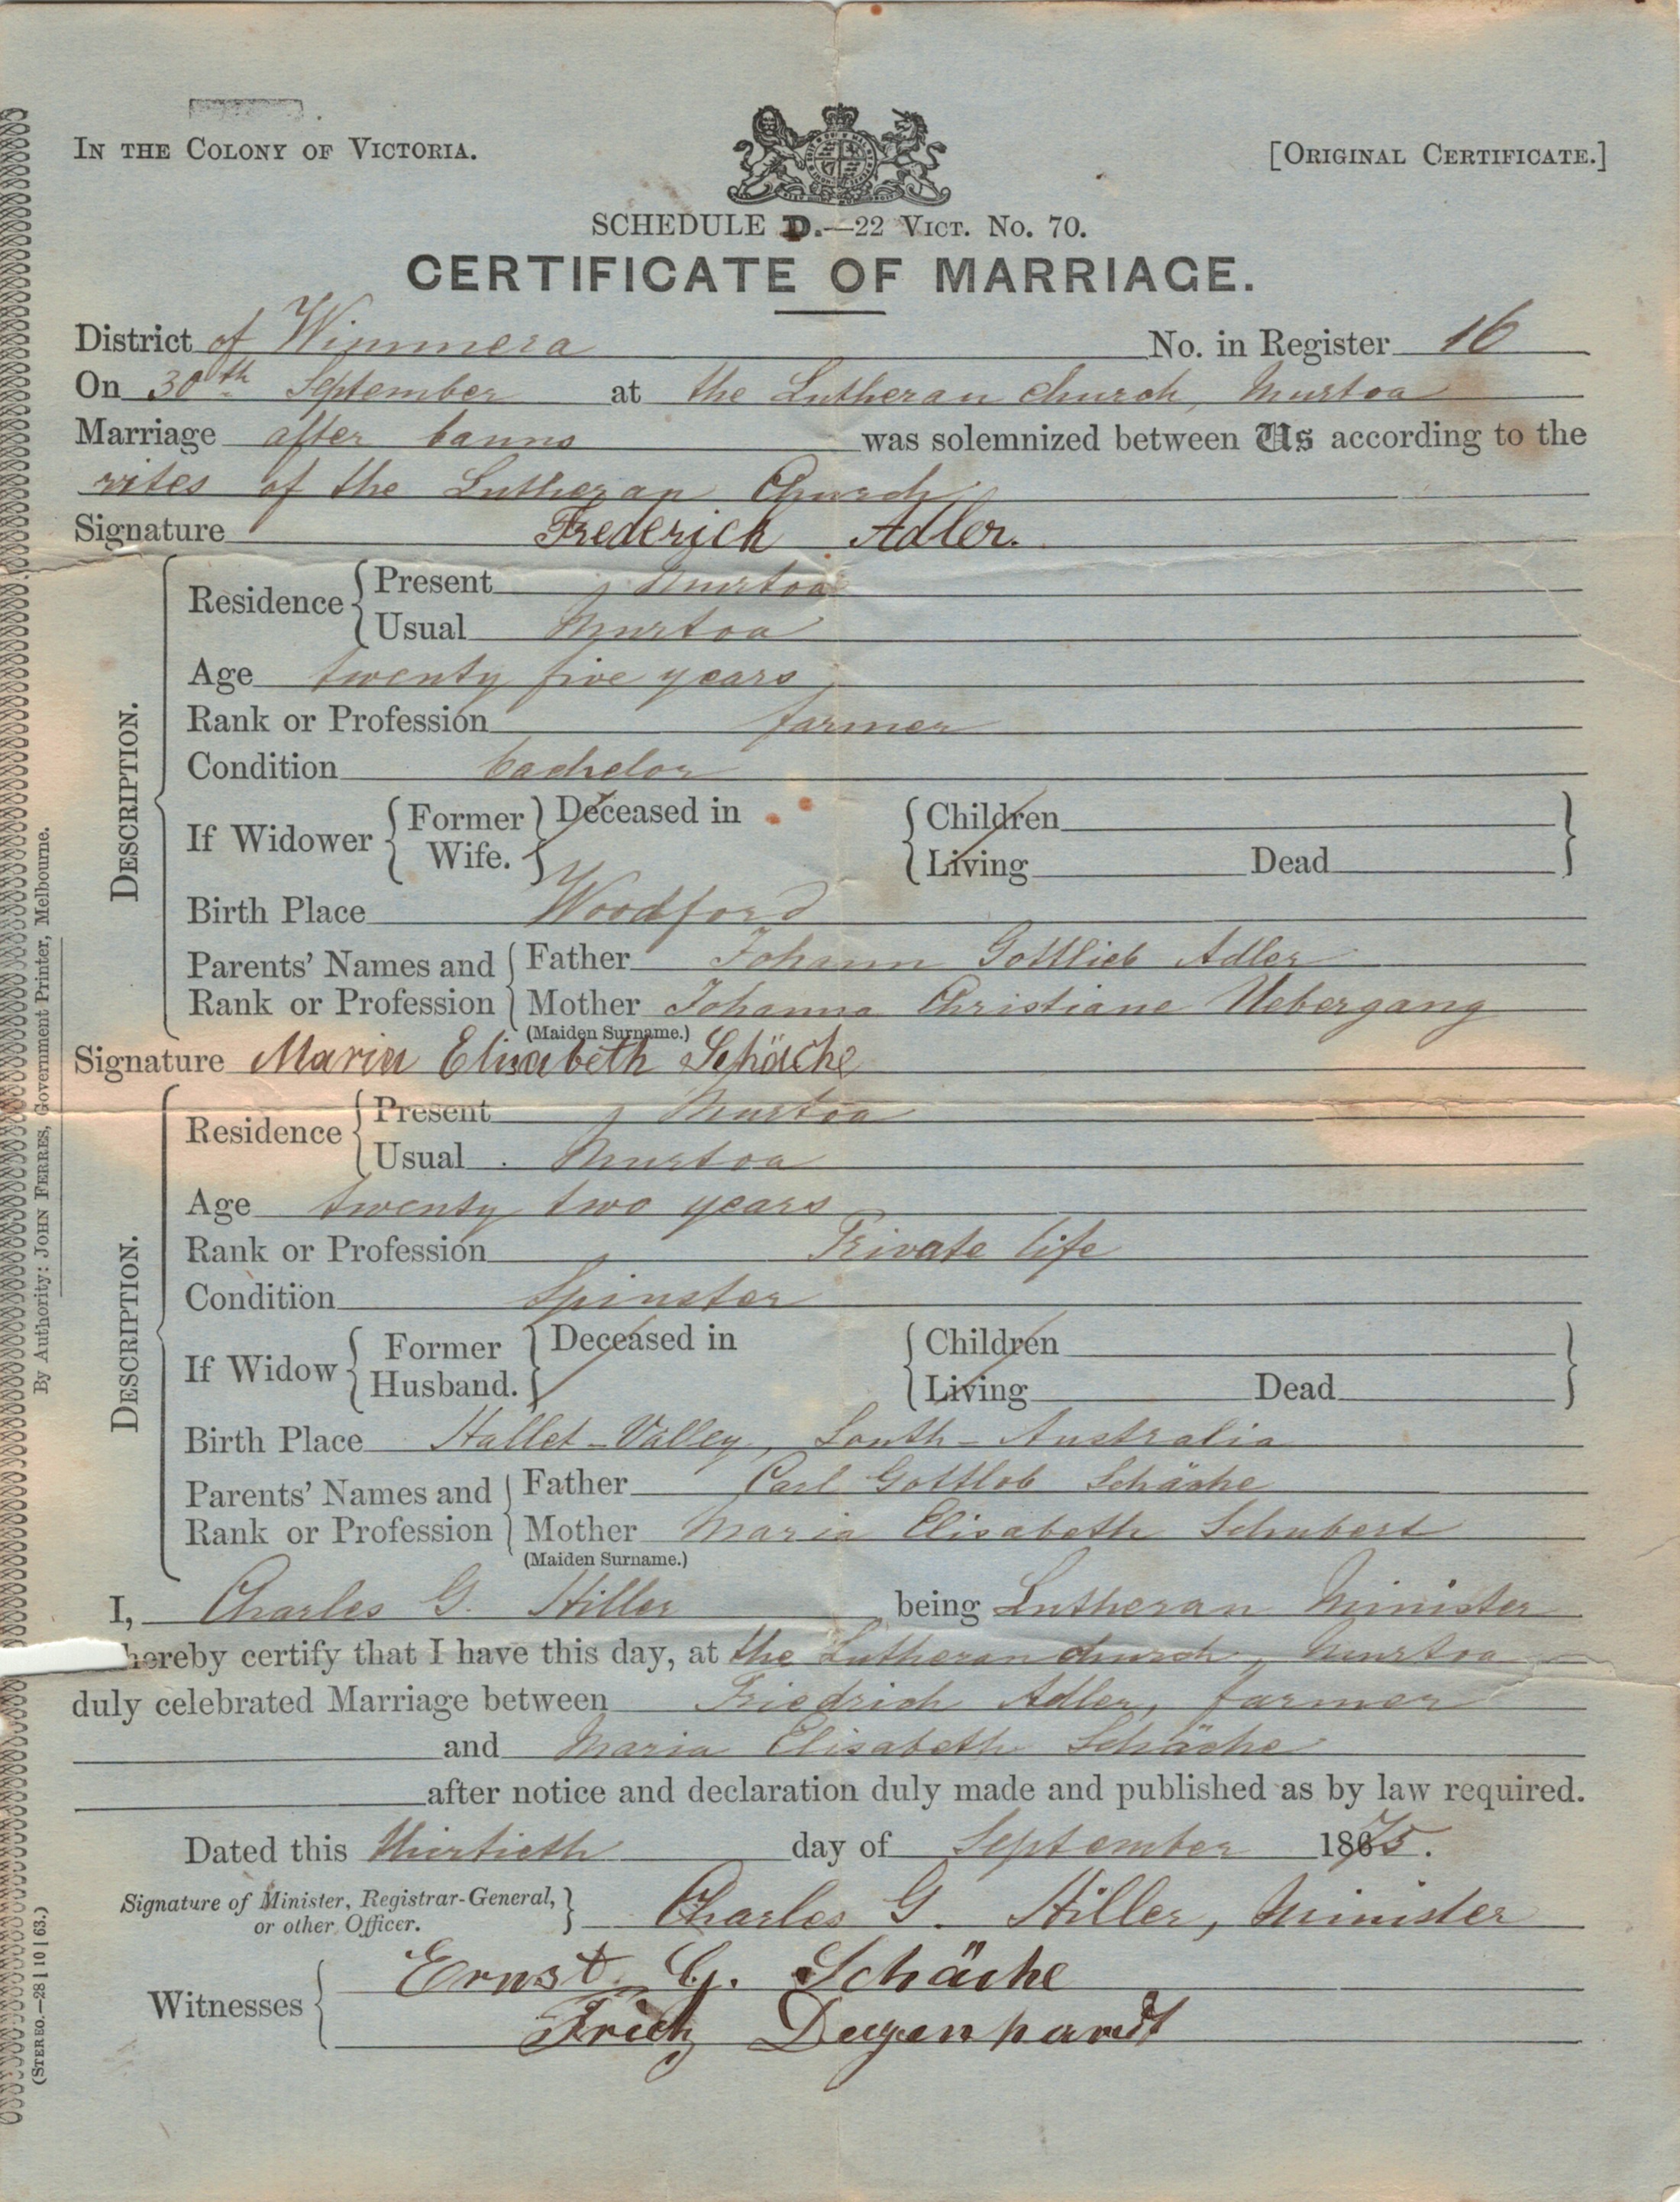 IN THE COLONY OF VICTORIA.
[ORIGINAL CERTIFICATE.]
SCHEDULE D.—22 VICT. No. 70.
CERTIFICATE OF MARRIAGE.
District of Wimmera No. in Register 16
On 30th September at the Lutheran church, Murtoa
Marriage after banns was solemnized between Us according to the
rites of the Lutheran Church
Signature Frederick Adler.
DESCRIPTION.
Residence Present Murtoa
Usual Murtoa
Age twenty five years
Rank or Profession farmer
Condition bachelor
If Widower Former Wife. Deceased in Children
Living Dead
Birth Place Woodford
Parents' Names and Father Johann Gottlieb Adler
Rank or Profession Mother Johanna Christiane Uebergang
(Maiden Surname.)
Signature Maria Elisabeth Schäche
DESCRIPTION.
Residence Present Murtoa
Usual Murtoa
Age twenty two years
Rank or Profession Private life
Condition Spinster
If Widow Former Husband. Deceased in Children
Living Dead
Birth Place Hallet-Valley, South-Australia
Parents' Names and Father Carl Gottlob Schäche
Rank or Profession Mother Maria Elisabeth Schubert
(Maiden Surname.)
I, Charles G. Hiller being Lutheran Minister
hereby certify that I have this day, at the Lutheran church, Murtoa
duly celebrated Marriage between Friedrich Adler, farmer
and Maria Elisabeth Schäche
after notice and declaration duly made and published as by law required.
Dated this thirtieth day of September 1875.
Signature of Minister, Registrar-General,
or other Officer. Charles G. Hiller, Minister
Witnesses Ernst G. Schäche
Fritz Degenhardt
By Authority: JOHN FERRES, Government Printer, Melbourne.
(STEREO.—28|10|63.)